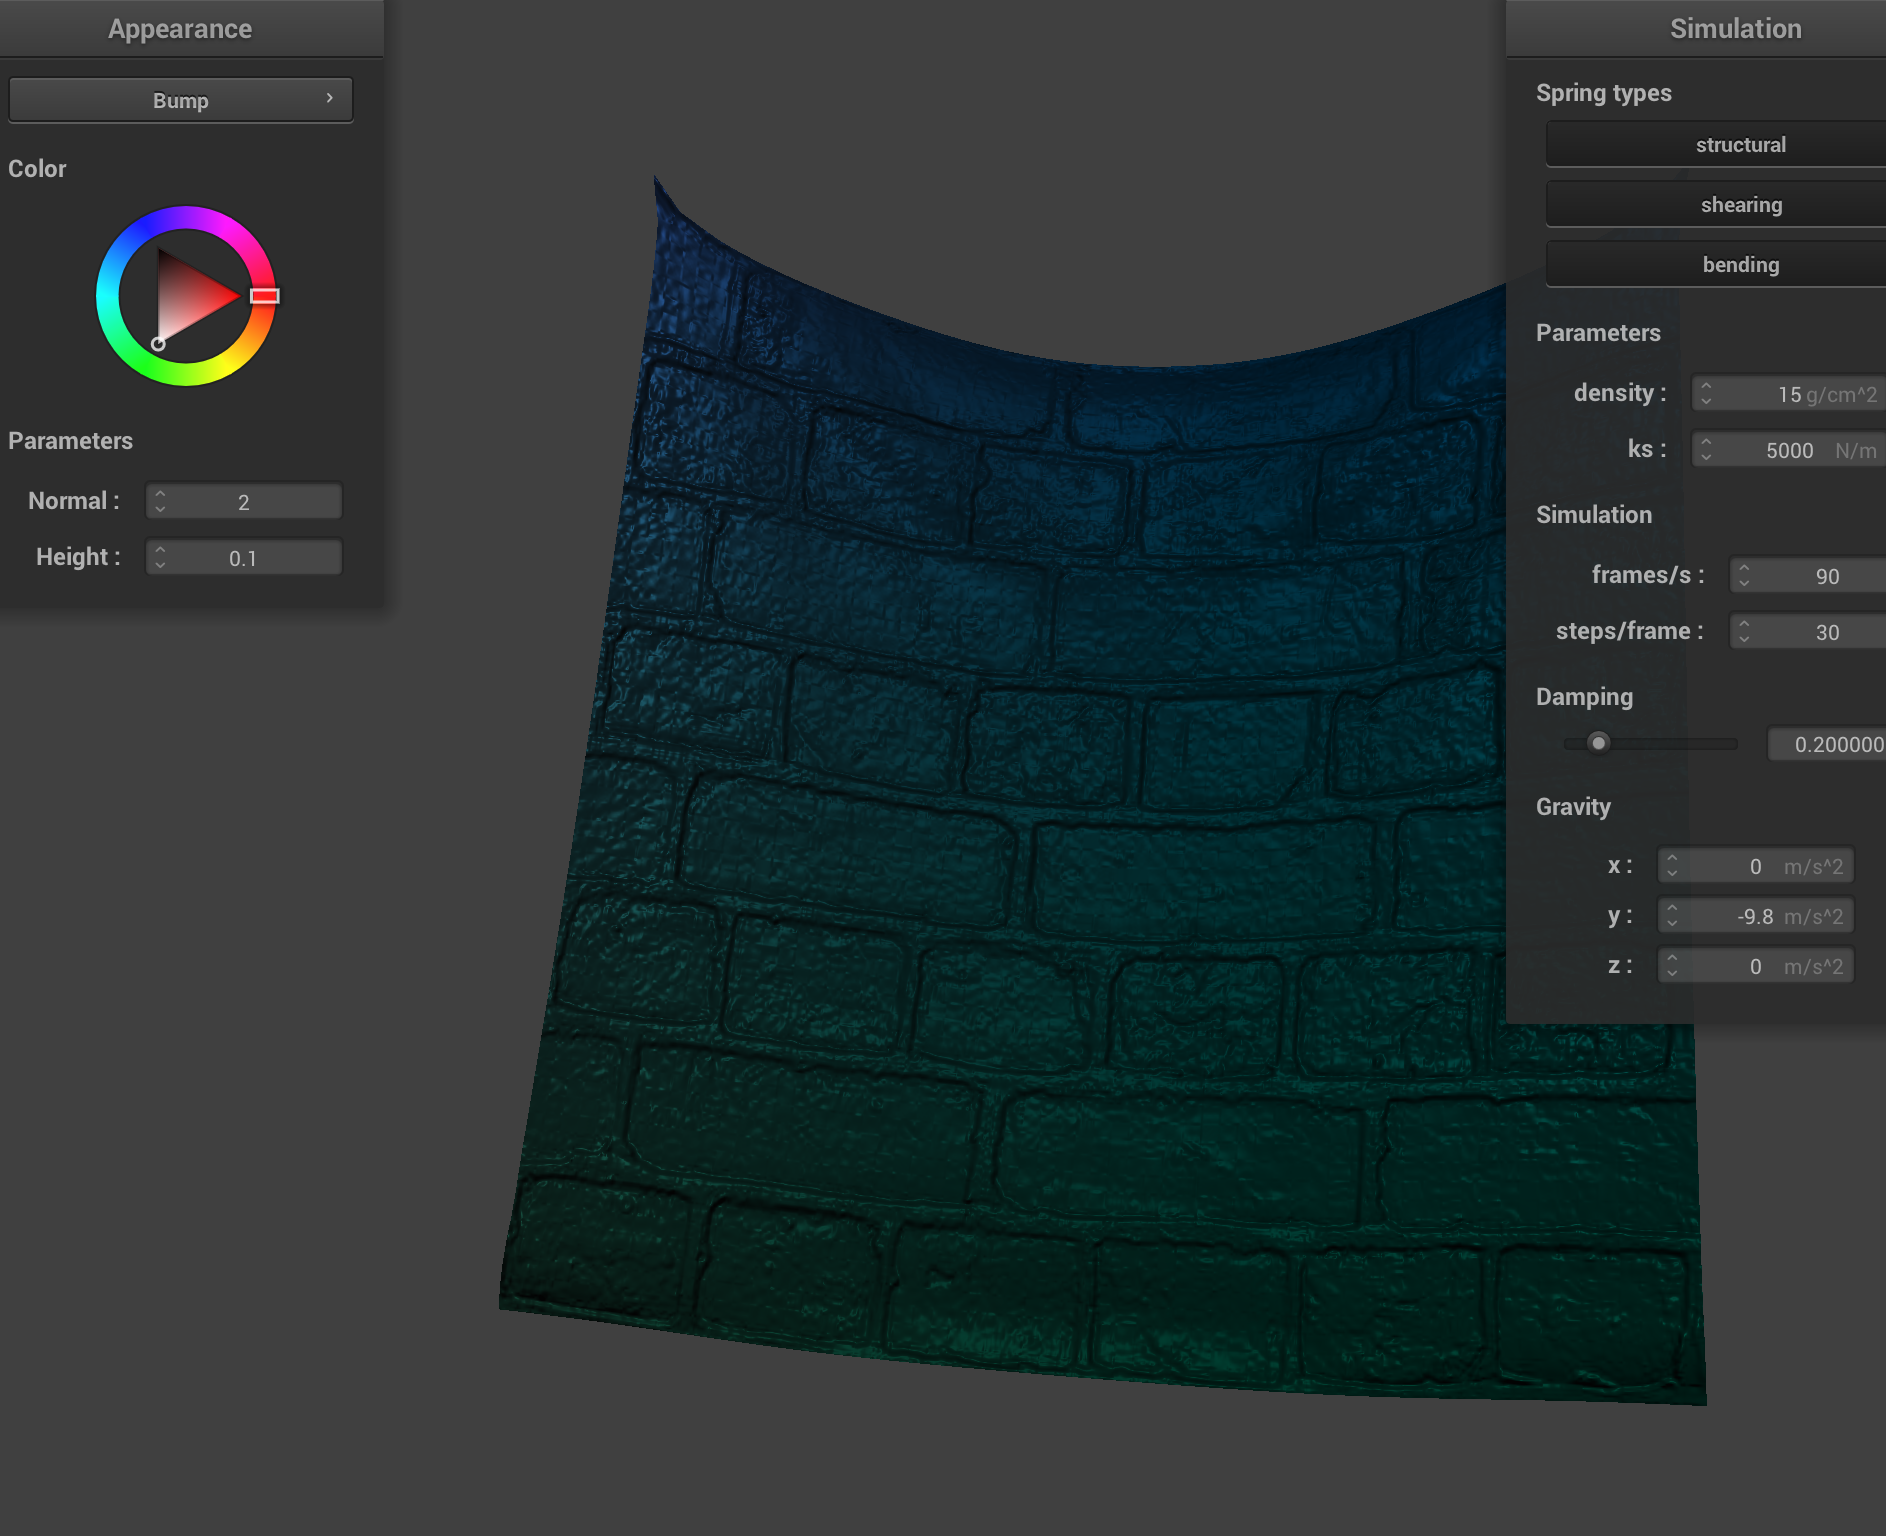 Appearance
Bump
Color
Parameters
Normal : 2
Height : 0.1
Simulation
Spring types
structural
shearing
bending
Parameters
density : 15 g/cm^2
ks : 5000 N/m
Simulation
frames/s : 90
steps/frame : 30
Damping
0.200000
Gravity
x : 0 m/s^2
y : -9.8 m/s^2
z : 0 m/s^2